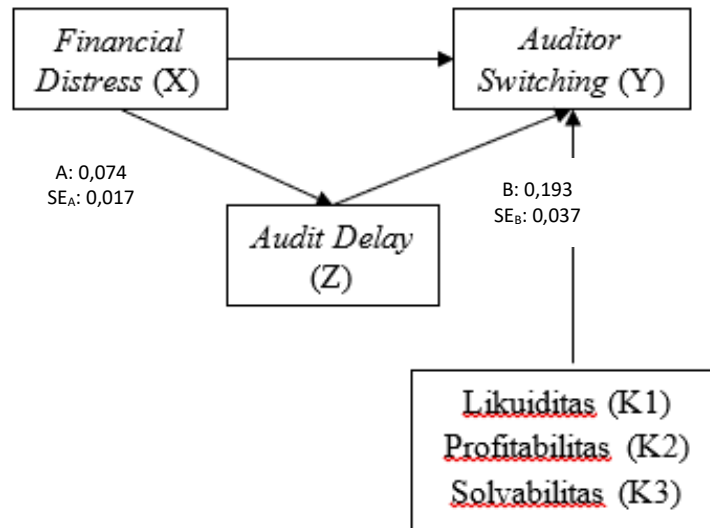 Financial
Distress (X)
Auditor
Switching (Y)
A: 0,074
SEA: 0,017
B: 0,193
SEB: 0,037
Audit Delay
(Z)
Likuiditas (K1)
Profitabilitas (K2)
Solvabilitas (K3)